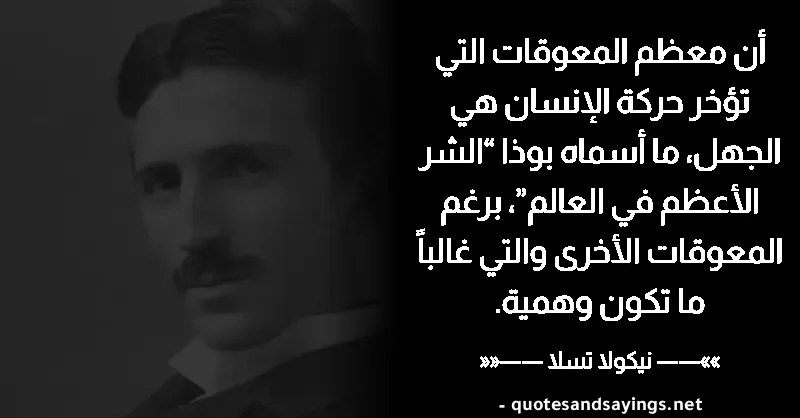 أن معظم المعوقات التي
تؤخر حركة الإنسان هي
الجهل، ما أسماه بوذا “الشر
الأعظم في العالم”، برغم
المعوقات الأخرى والتي غالباً
ما تكون وهمية.
»»—— نيكولا تسلا ——««
- quotesandsayings.net